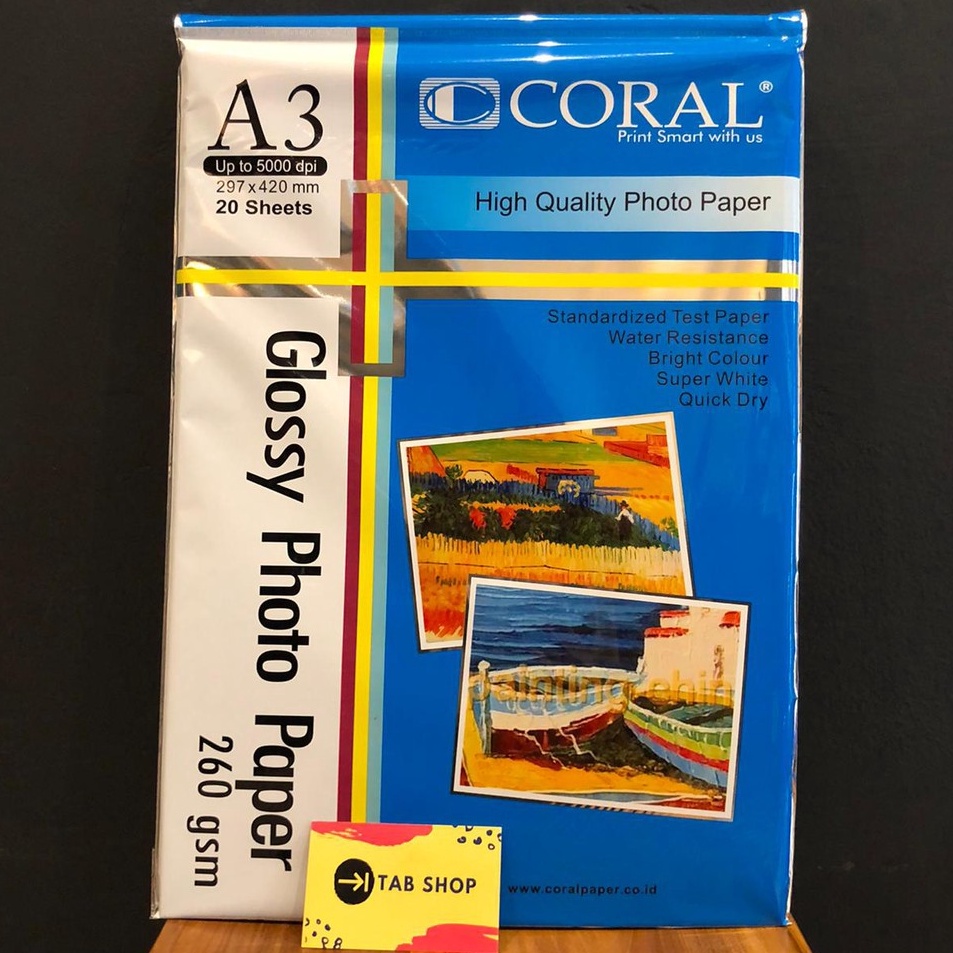 A3
Up to 5000 dpi
297 x 420 mm
20 Sheets
CORAL®
Print Smart with us
High Quality Photo Paper
Standardized Test Paper
Water Resistance
Bright Colour
Super White
Quick Dry
Glossy Photo Paper
260 gsm
TAB SHOP
www.coralpaper.co.id